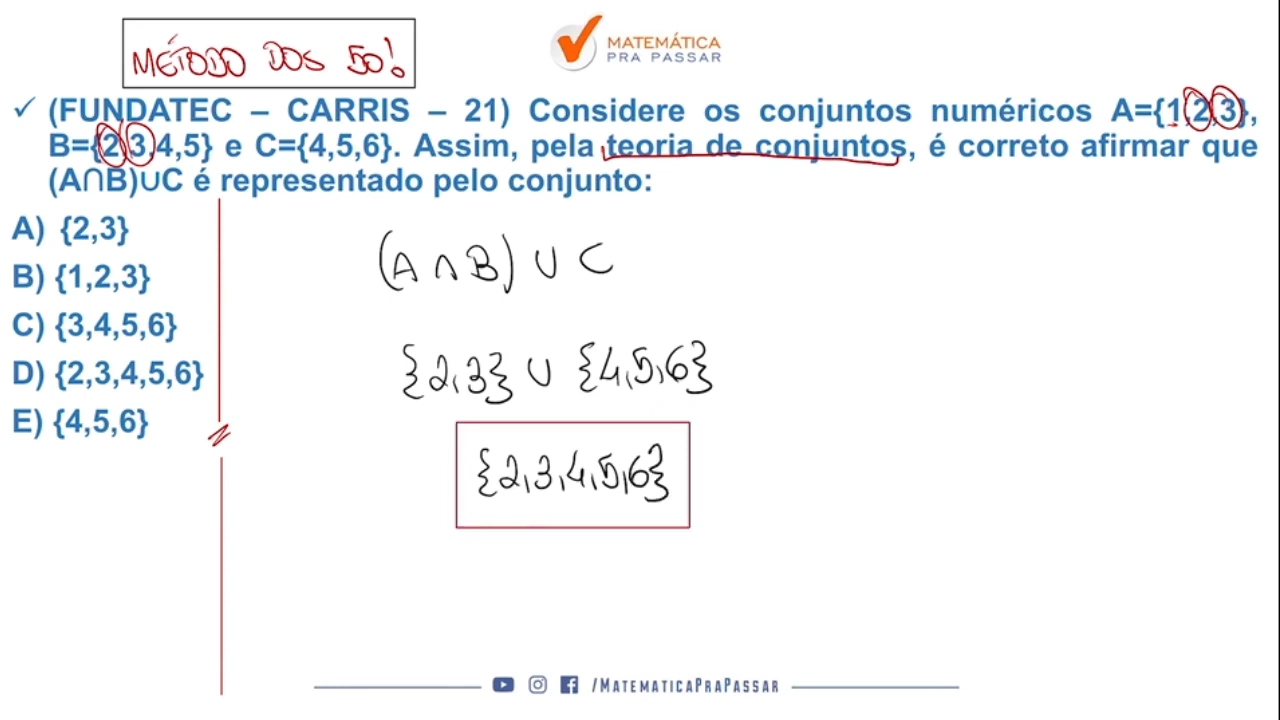 MÉTODO DOS 50!
MATEMÁTICA
PRA PASSAR
✓ (FUNDATEC – CARRIS – 21) Considere os conjuntos numéricos A={1,2,3},
B={2,3,4,5} e C={4,5,6}. Assim, pela teoria de conjuntos, é correto afirmar que
(A∩B)∪C é representado pelo conjunto:
A) {2,3}
B) {1,2,3}
C) {3,4,5,6}
D) {2,3,4,5,6}
E) {4,5,6}
(A ∩ B) ∪ C
{2,3} ∪ {4,5,6}
{2,3,4,5,6}
/MATEMATICAPRAPASSAR